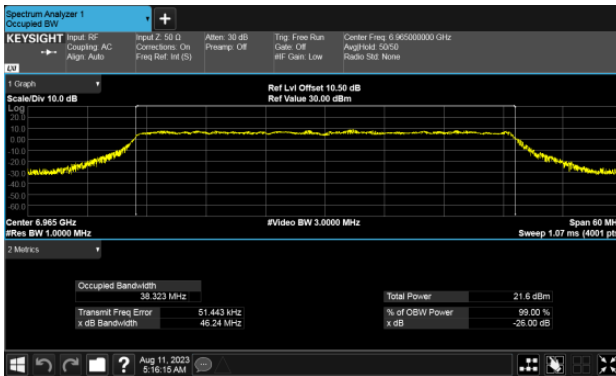 Spectrum Analyzer 1
Occupied BW
KEYSIGHT
Input: RF
Coupling: AC
Align: Auto
Input Z: 50 Ω
Corrections: On
Freq Ref: Int (S)
Atten: 30 dB
Preamp: Off
Trig: Free Run
Gate: Off
#IF Gain: Low
Center Freq: 6.965000000 GHz
Avg|Hold: 50/50
Radio Std: None
LXI
1 Graph
Scale/Div 10.0 dB
Ref Lvl Offset 10.50 dB
Ref Value 30.00 dBm
Log
20.0
10.0
0.00
-10.0
-20.0
-30.0
-40.0
-50.0
-60.0
Center 6.965 GHz
#Res BW 1.0000 MHz
#Video BW 3.0000 MHz
Span 60 MH
Sweep 1.07 ms (4001 pts
2 Metrics
Occupied Bandwidth
38.323 MHz
Transmit Freq Error 51.443 kHz
x dB Bandwidth 46.24 MHz
Total Power 21.6 dBm
% of OBW Power 99.00 %
x dB -26.00 dB
Aug 11, 2023
5:16:15 AM